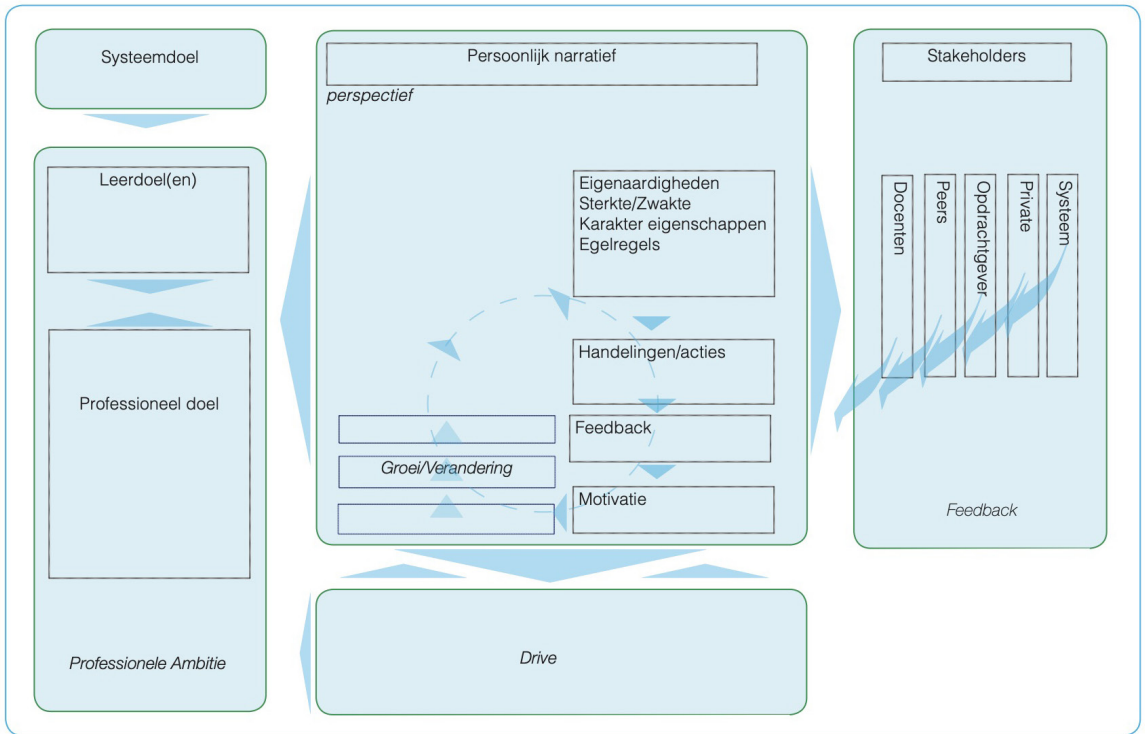 Systeemdoel
Leerdoel(en)
Professioneel doel
Professionele Ambitie
Persoonlijk narratief
perspectief
Eigenaardigheden
Sterkte/Zwakte
Karakter eigenschappen
Egelregels
Handelingen/acties
Feedback
Groei/Verandering
Motivatie
Drive
Stakeholders
Docenten
Peers
Opdrachtgever
Private
Systeem
Feedback